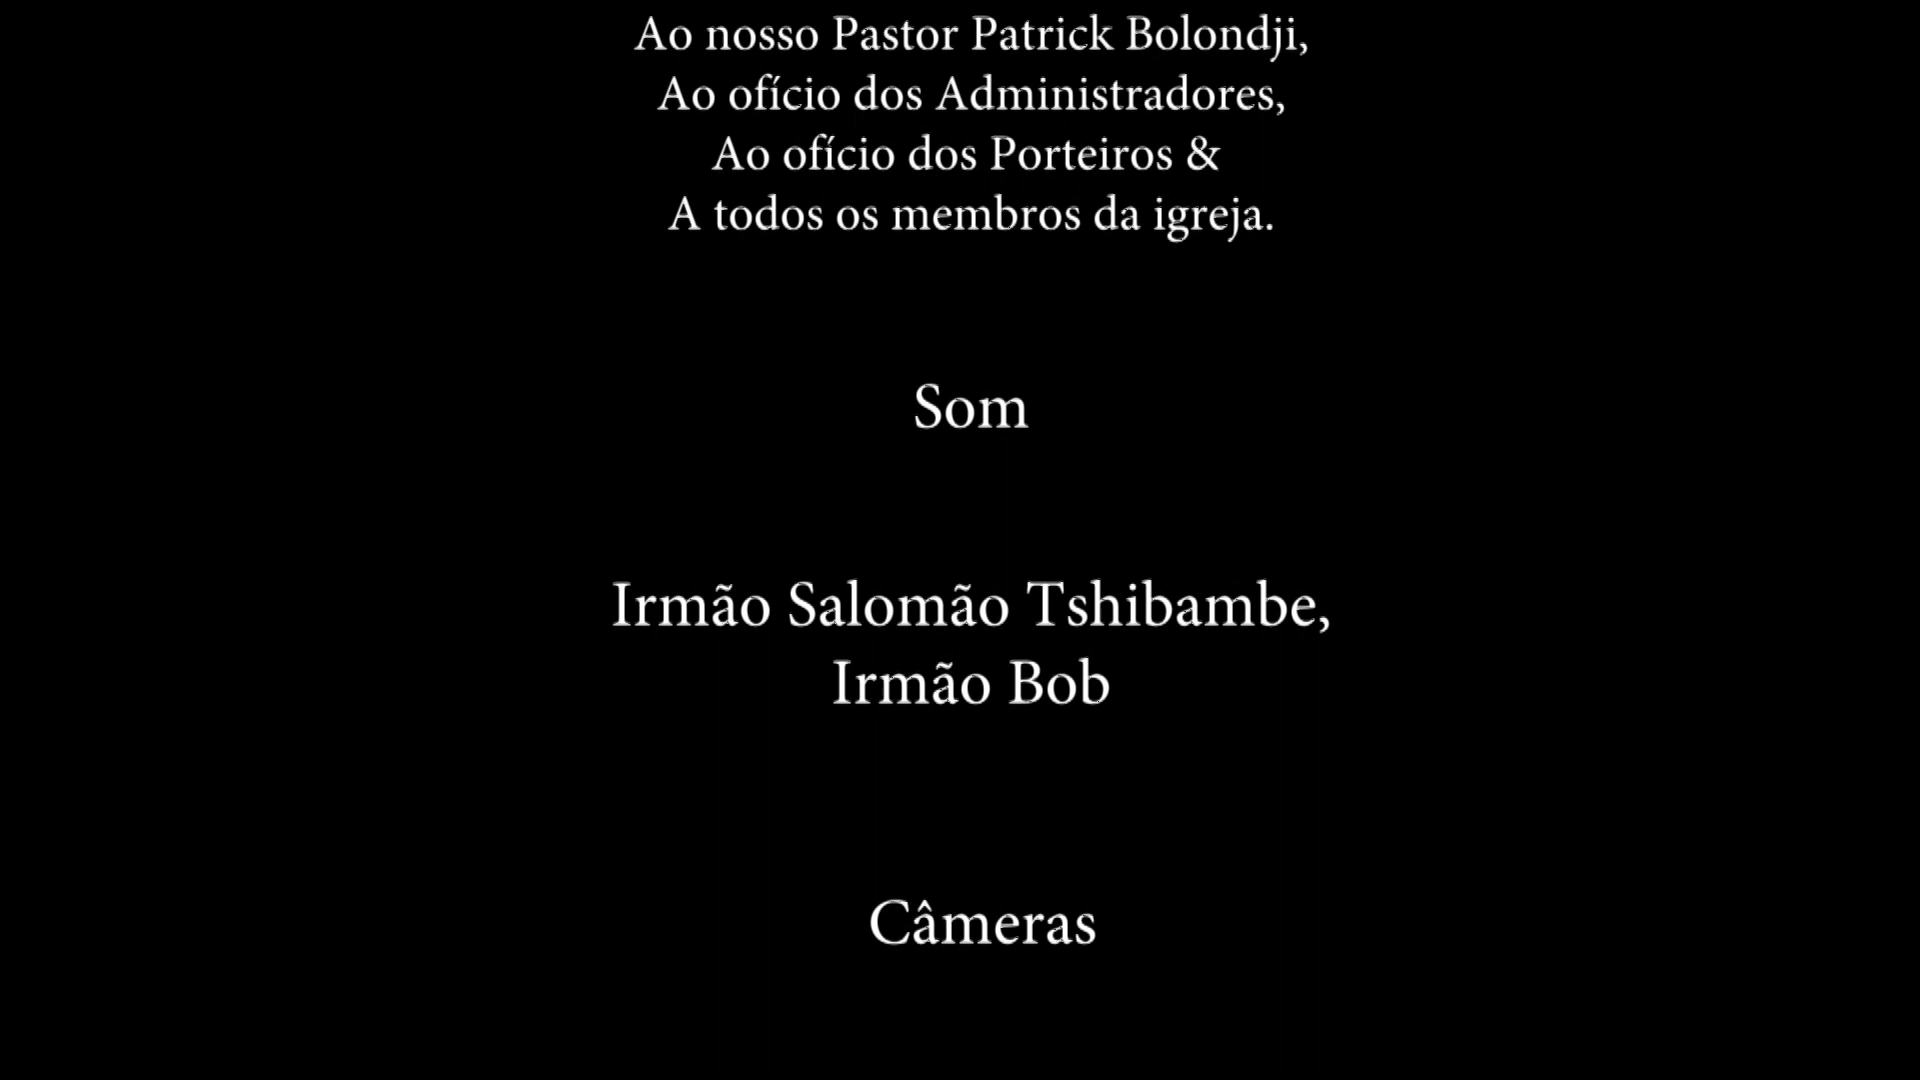 Ao nosso Pastor Patrick Bolondji,
Ao ofício dos Administradores,
Ao ofício dos Porteiros &
A todos os membros da igreja.
Som
Irmão Salomão Tshibambe,
Irmão Bob
Câmeras